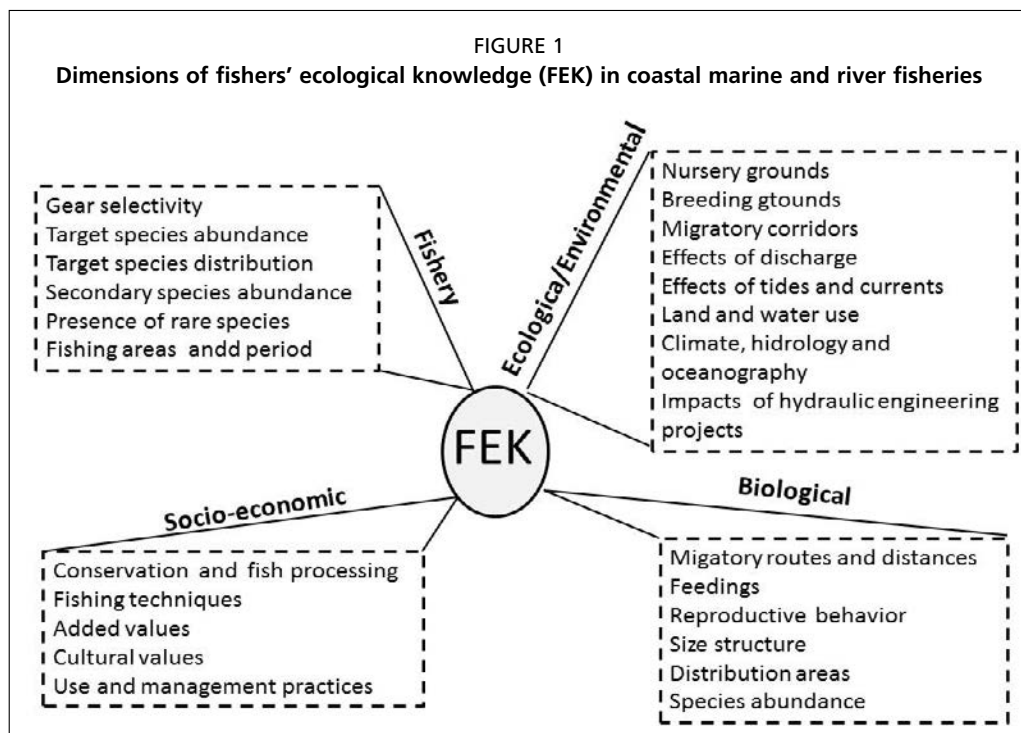 FIGURE 1
Dimensions of fishers' ecological knowledge (FEK) in coastal marine and river fisheries
Fishery
Gear selectivity
Target species abundance
Target species distribution
Secondary species abundance
Presence of rare species
Fishing areas andd period
Ecologica/Environmental
Nursery grounds
Breeding gtounds
Migratory corridors
Effects of discharge
Effects of tides and currents
Land and water use
Climate, hidrology and
oceanography
Impacts of hydraulic engineering
projects
FEK
Socio-economic
Conservation and fish processing
Fishing techniques
Added values
Cultural values
Use and management practices
Biological
Migatory routes and distances
Feedings
Reproductive behavior
Size structure
Distribution areas
Species abundance